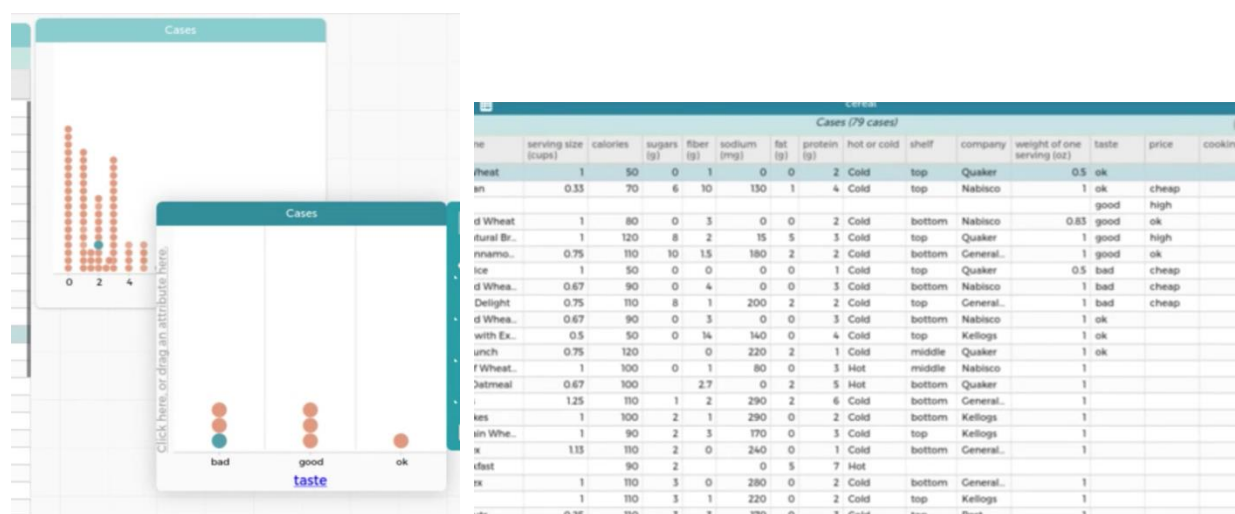 Cases
0 2 4
Cases
Click here, or drag an attribute here.
bad good ok
taste
cereal
Cases (79 cases)
ne serving size (cups) calories sugars (g) fiber (g) sodium (mg) fat (g) protein (g) hot or cold shelf company weight of one serving (oz) taste price cookin
Wheat 1 50 0 1 0 0 2 Cold top Quaker 0.5 ok
an 0.33 70 6 10 130 1 4 Cold top Nabisco 1 ok cheap
good high
d Wheat 1 80 0 3 0 0 2 Cold bottom Nabisco 0.83 good ok
tural Br... 1 120 8 2 15 5 3 Cold top Quaker 1 good high
nnamo... 0.75 110 10 1.5 180 2 2 Cold bottom General... 1 good ok
ice 1 50 0 0 0 0 1 Cold top Quaker 0.5 bad cheap
d Whea... 0.67 90 0 4 0 0 3 Cold bottom Nabisco 1 bad cheap
Delight 0.75 110 8 1 200 2 2 Cold top General... 1 bad cheap
d Whea... 0.67 90 0 3 0 0 3 Cold bottom Nabisco 1 ok
with Ex... 0.5 50 0 14 140 0 4 Cold top Kellogs 1 ok
unch 0.75 120 0 220 2 1 Cold middle Quaker 1 ok
f Wheat... 1 100 0 1 80 0 3 Hot middle Nabisco 1
Oatmeal 0.67 100 2.7 0 2 5 Hot bottom Quaker 1
1.25 110 1 2 290 2 6 Cold bottom General... 1
kes 1 100 2 1 290 0 2 Cold bottom Kellogs 1
ain Whe... 1 90 2 3 170 0 3 Cold top Kellogs 1
x 1.13 110 2 0 240 0 1 Cold bottom General... 1
kfast 90 2 0 5 7 Hot
ex 1 110 3 0 280 0 2 Cold bottom General... 1
1 110 3 1 220 0 2 Cold top Kellogs 1